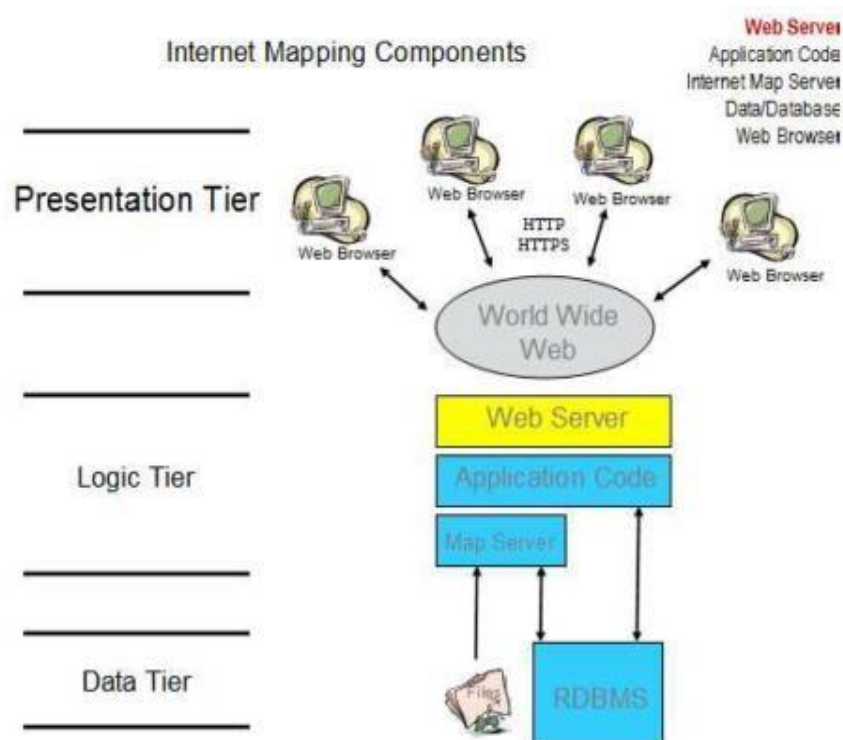 Internet Mapping Components
Web Server
Application Code
Internet Map Server
Data/Database
Web Browser
Presentation Tier
Web Browser
Web Browser
Web Browser
Web Browser
HTTP
HTTPS
World Wide
Web
Logic Tier
Web Server
Application Code
Map Server
Data Tier
Files
RDBMS